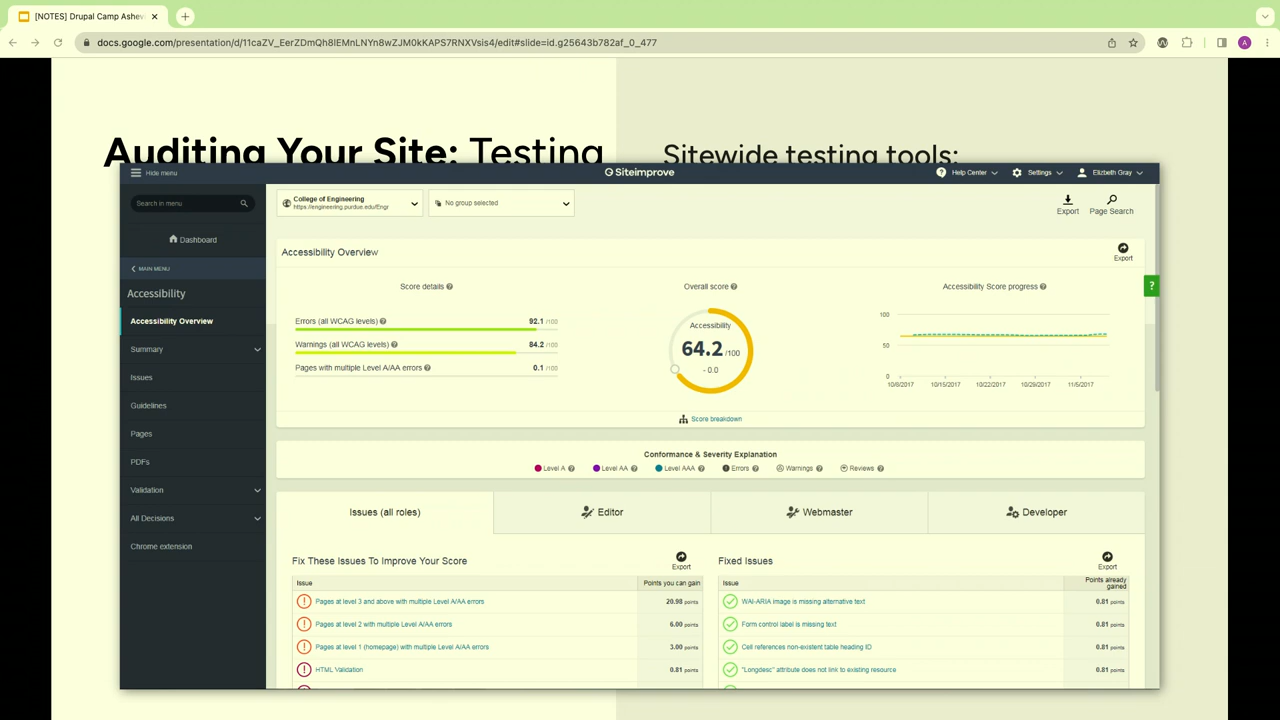 [NOTES] Drupal Camp Ashev
docs.google.com/presentation/d/11caZV_EerZDmQh8lEMnLNYn8wZJM0kKAPS7RNXVsis4/edit#slide=id.g25643b782af_0_477
A
Auditing Your Site: Testing
Sitewide testing tools:
Hide menu
Siteimprove
Help Center
Settings
Elizbeth Gray
Search in menu
Dashboard
MAIN MENU
Accessibility
Accessibility Overview
Summary
Issues
Guidelines
Pages
PDFs
Validation
All Decisions
Chrome extension
College of Engineering
https://engineering.purdue.edu/Engr
No group selected
Export
Page Search
Accessibility Overview
Export
?
Score details
Errors (all WCAG levels) 92.1 /100
Warnings (all WCAG levels) 84.2 /100
Pages with multiple Level A/AA errors 0.1 /100
Overall score
Accessibility
64.2 /100
- 0.0
Accessibility Score progress
100
50
0
10/6/2017 10/15/2017 10/22/2017 10/29/2017 11/5/2017
Score breakdown
Conformance & Severity Explanation
Level A Level AA Level AAA Errors Warnings Reviews
Issues (all roles)
Editor
Webmaster
Developer
Fix These Issues To Improve Your Score
Export
Issue Points you can gain
Pages at level 3 and above with multiple Level A/AA errors 20.98 points
Pages at level 2 with multiple Level A/AA errors 6.00 points
Pages at level 1 (homepage) with multiple Level A/AA errors 3.00 points
HTML Validation 0.81 points
Fixed Issues
Export
Issue Points already gained
WAI-ARIA image is missing alternative text 0.81 points
Form control label is missing text 0.81 points
Cell references non-existent table heading ID 0.81 points
"Longdesc" attribute does not link to existing resource 0.81 points